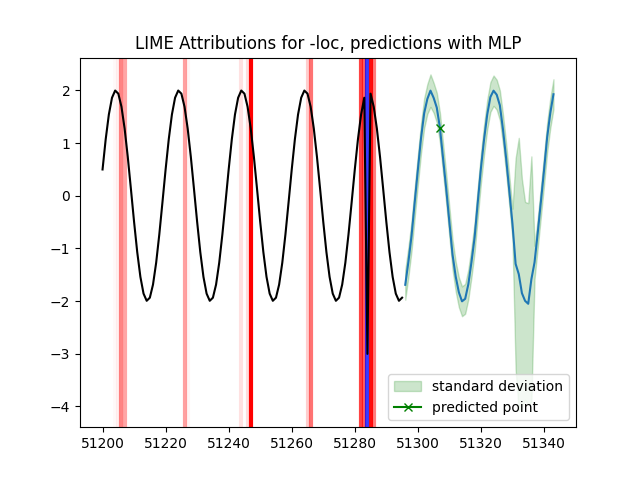 LIME Attributions for -loc, predictions with MLP
2
1
0
−1
−2
−3
−4
standard deviation
predicted point
51200 51220 51240 51260 51280 51300 51320 51340